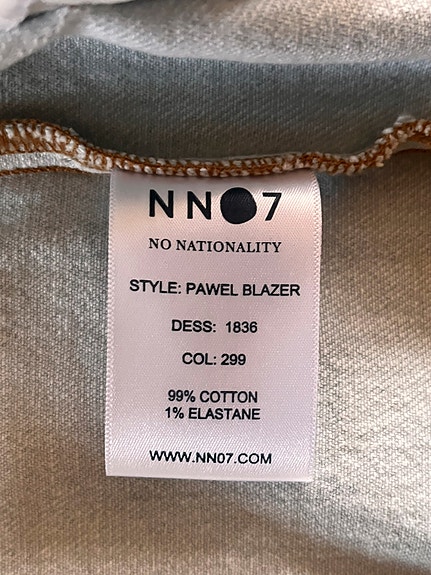 NN07
NO NATIONALITY
STYLE: PAWEL BLAZER
DESS: 1836
COL: 299
99% COTTON
1% ELASTANE
WWW.NN07.COM